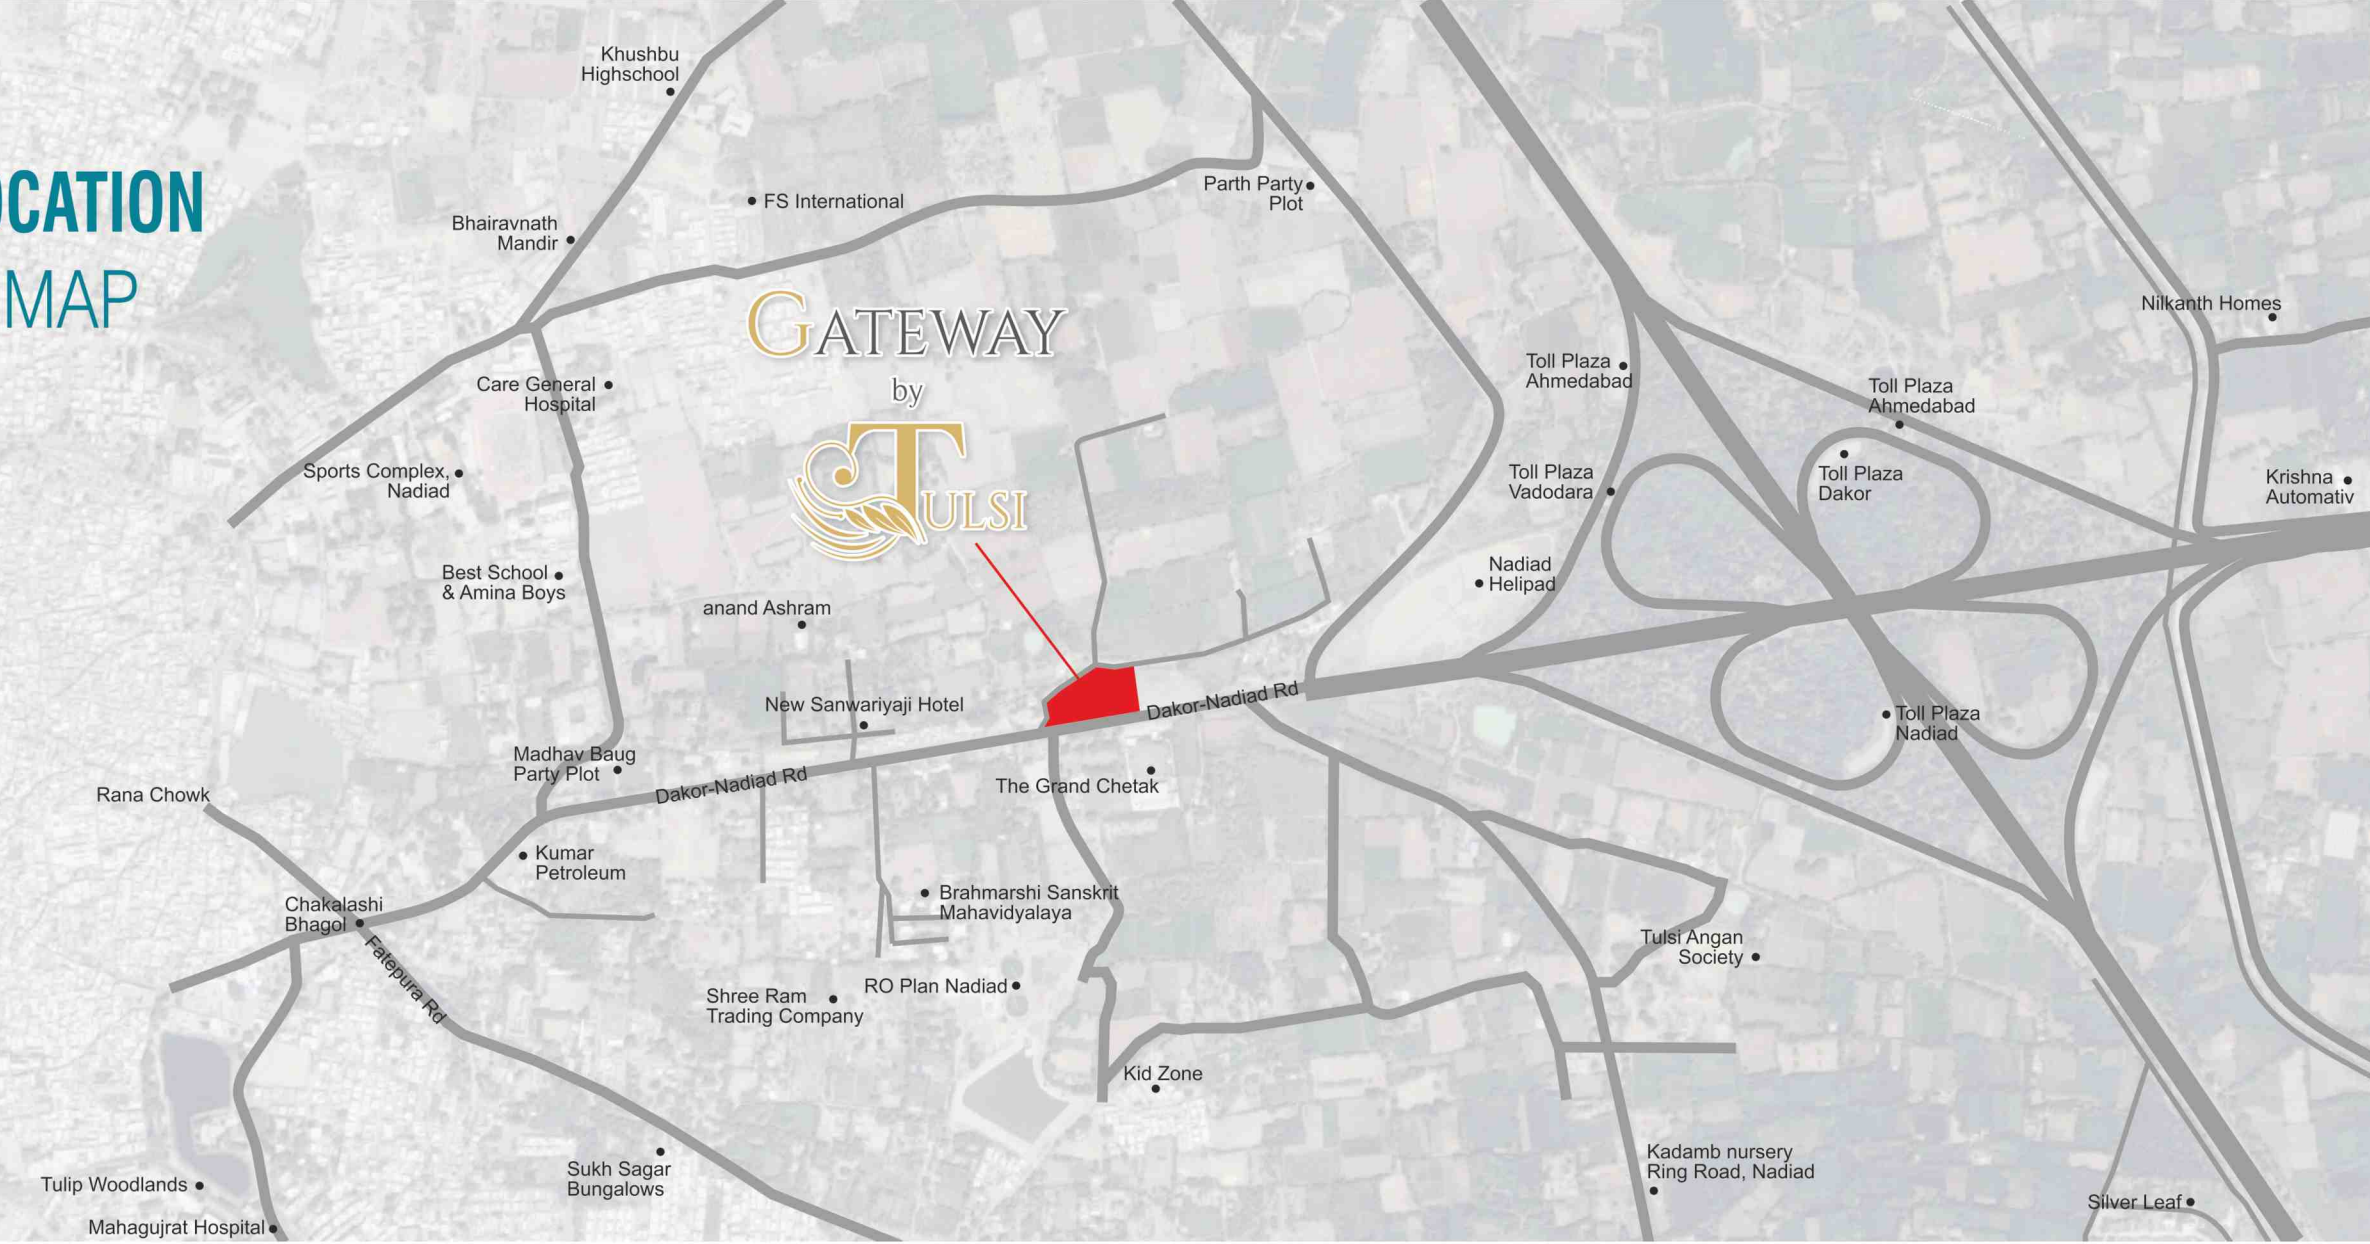 OCATION
MAP
Khushbu
Highschool
FS International
Parth Party
Plot
Bhairavnath
Mandir
GATEWAY
by
TULSI
Nilkanth Homes
Toll Plaza
Ahmedabad
Toll Plaza
Ahmedabad
Care General
Hospital
Sports Complex,
Nadiad
Toll Plaza
Vadodara
Toll Plaza
Dakor
Krishna
Automativ
Best School
& Amina Boys
Nadiad
Helipad
anand Ashram
New Sanwariyaji Hotel
Dakor-Nadiad Rd
Toll Plaza
Nadiad
Madhav Baug
Party Plot
Dakor-Nadiad Rd
The Grand Chetak
Rana Chowk
Kumar
Petroleum
Chakalashi
Bhagol
Fatepura Rd
Brahmarshi Sanskrit
Mahavidyalaya
Tulsi Angan
Society
Shree Ram
Trading Company
RO Plan Nadiad
Kid Zone
Sukh Sagar
Bungalows
Kadamb nursery
Ring Road, Nadiad
Tulip Woodlands
Silver Leaf
Mahagujrat Hospital